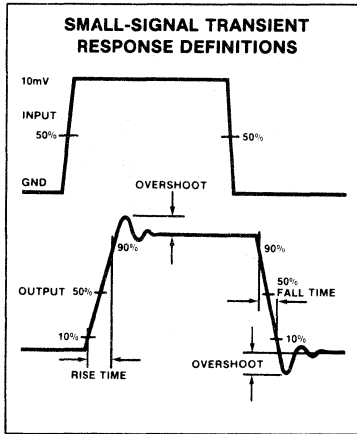 SMALL-SIGNAL TRANSIENT
RESPONSE DEFINITIONS
10mV
INPUT
50%
50%
GND
OVERSHOOT
90%
90%
OUTPUT
50%
50%
FALL TIME
10%
10%
RISE TIME
OVERSHOOT